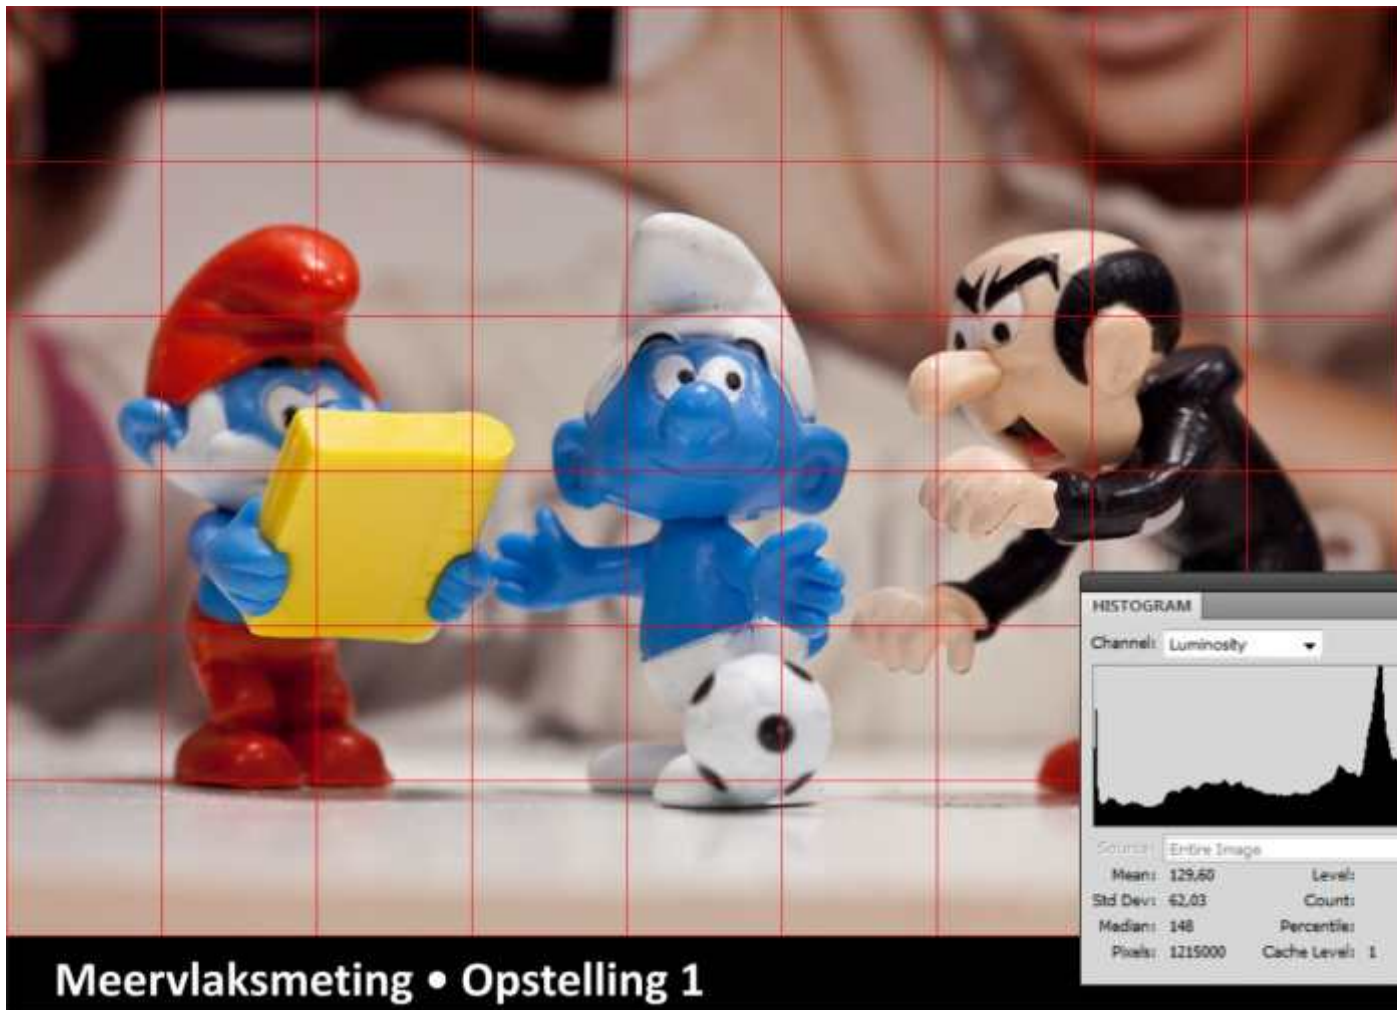 HISTOGRAM
Channel: Luminosity
Source: Entire Image
Mean: 129,60 Level:
Std Dev: 62,03 Count:
Median: 148 Percentile:
Pixels: 1215000 Cache Level: 1
Meervlaksmeting • Opstelling 1